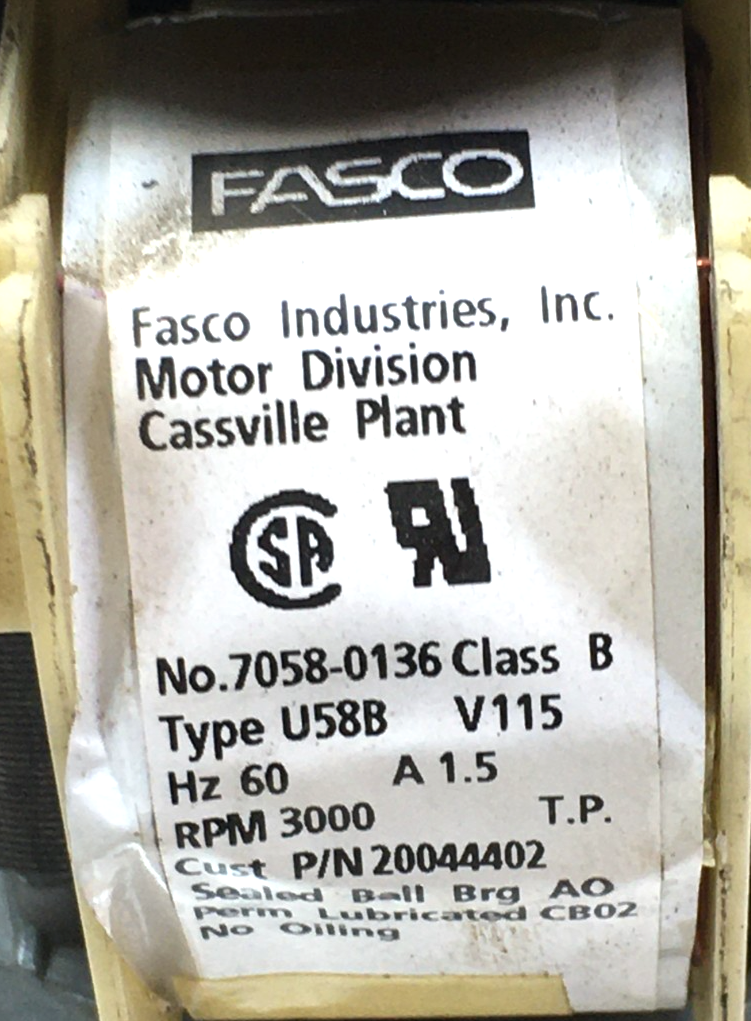 FASCO
Fasco Industries, Inc.
Motor Division
Cassville Plant
SA
No.7058-0136 Class B
Type U58B V115
Hz 60 A 1.5
RPM 3000 T.P.
Cust P/N 20044402
Sealed Ball Brg AO
Perm Lubricated CB02
No Oiling